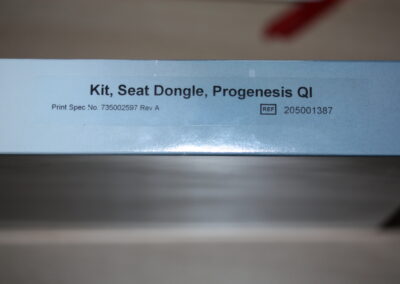 Kit, Seat Dongle, Progenesis QI
Print Spec No. 735002597 Rev A
REF 205001387